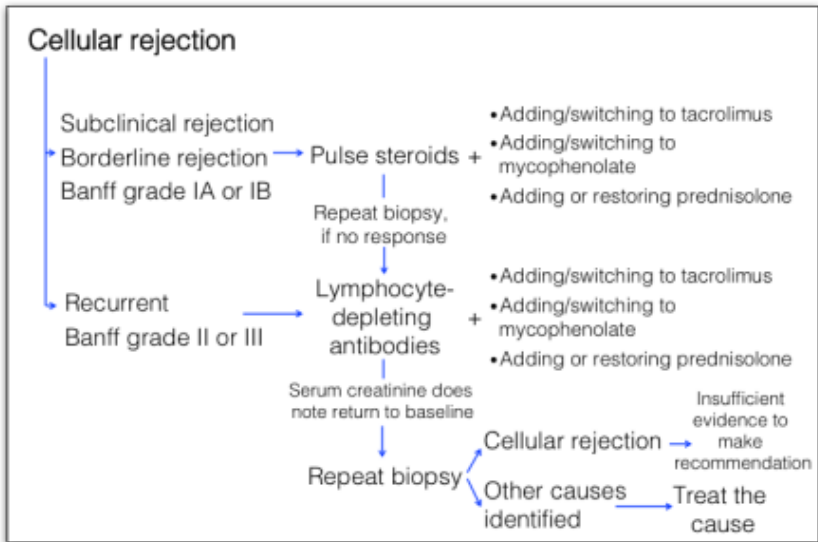 Cellular rejection
Subclinical rejection
Borderline rejection
Banff grade IA or IB
Pulse steroids +
•Adding/switching to tacrolimus
•Adding/switching to
mycophenolate
•Adding or restoring prednisolone
Repeat biopsy,
if no response
Recurrent
Banff grade II or III
Lymphocyte-
depleting
antibodies
+
•Adding/switching to tacrolimus
•Adding/switching to
mycophenolate
•Adding or restoring prednisolone
Serum creatinine does
note return to baseline
Repeat biopsy
Cellular rejection
Insufficient
evidence to
make
recommendation
Other causes
identified
Treat the
cause